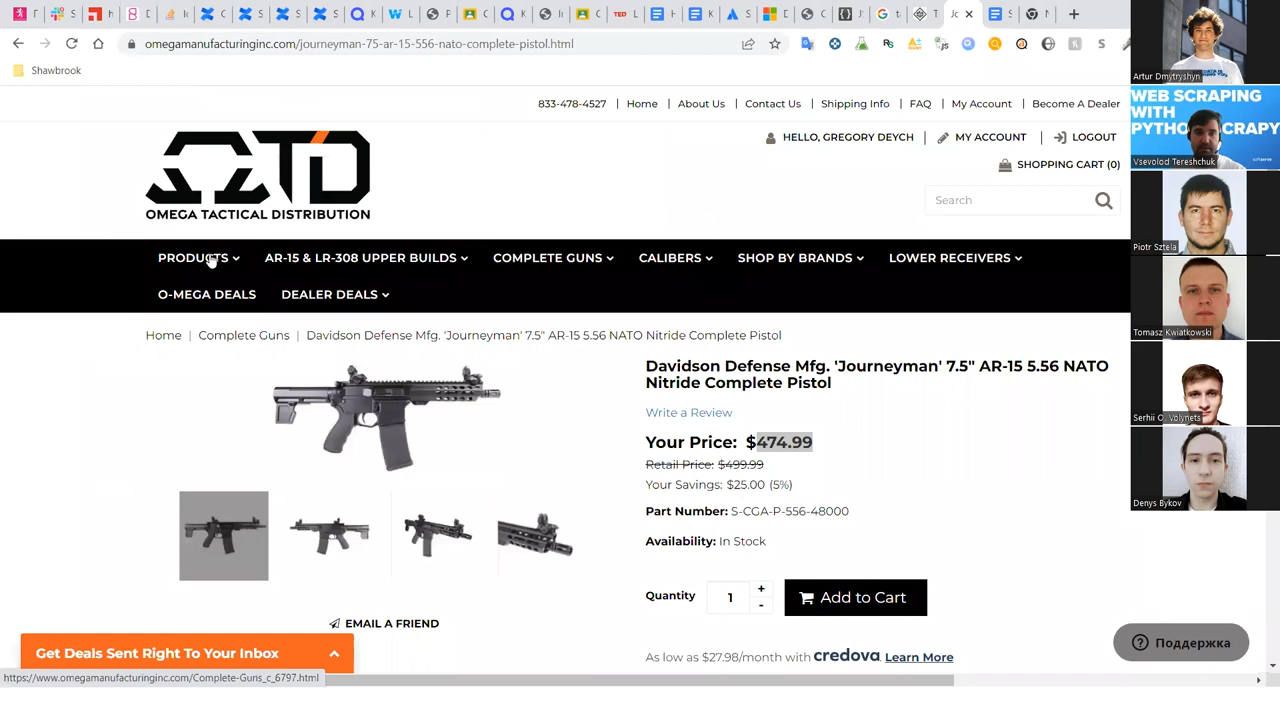 omegamanufacturinginc.com/journeyman-75-ar-15-556-nato-complete-pistol.html
Shawbrook
833-478-4527 | Home | About Us | Contact Us | Shipping Info | FAQ | My Account | Become A Dealer
HELLO, GREGORY DEYCH | MY ACCOUNT | LOGOUT
SHOPPING CART (0)
Search
OMEGA TACTICAL DISTRIBUTION
PRODUCTS AR-15 & LR-308 UPPER BUILDS COMPLETE GUNS CALIBERS SHOP BY BRANDS LOWER RECEIVERS
O-MEGA DEALS DEALER DEALS
Home | Complete Guns | Davidson Defense Mfg. 'Journeyman' 7.5" AR-15 5.56 NATO Nitride Complete Pistol
Davidson Defense Mfg. 'Journeyman' 7.5" AR-15 5.56 NATO
Nitride Complete Pistol
Write a Review
Your Price: $474.99
Retail Price: $499.99
Your Savings: $25.00 (5%)
Part Number: S-CGA-P-556-48000
Availability: In Stock
Quantity 1 + - Add to Cart
EMAIL A FRIEND
As low as $27.98/month with credova. Learn More
Get Deals Sent Right To Your Inbox
Поддержка
https://www.omegamanufacturinginc.com/Complete-Guns_c_6797.html
Artur Dmytryshyn
WEB SCRAPING
WITH
PYTHON SCRAPY
Vsevolod Tereshchuk
Piotr Sztela
Tomasz Kwiatkowski
Serhii O. Volynets
Denys Bykov